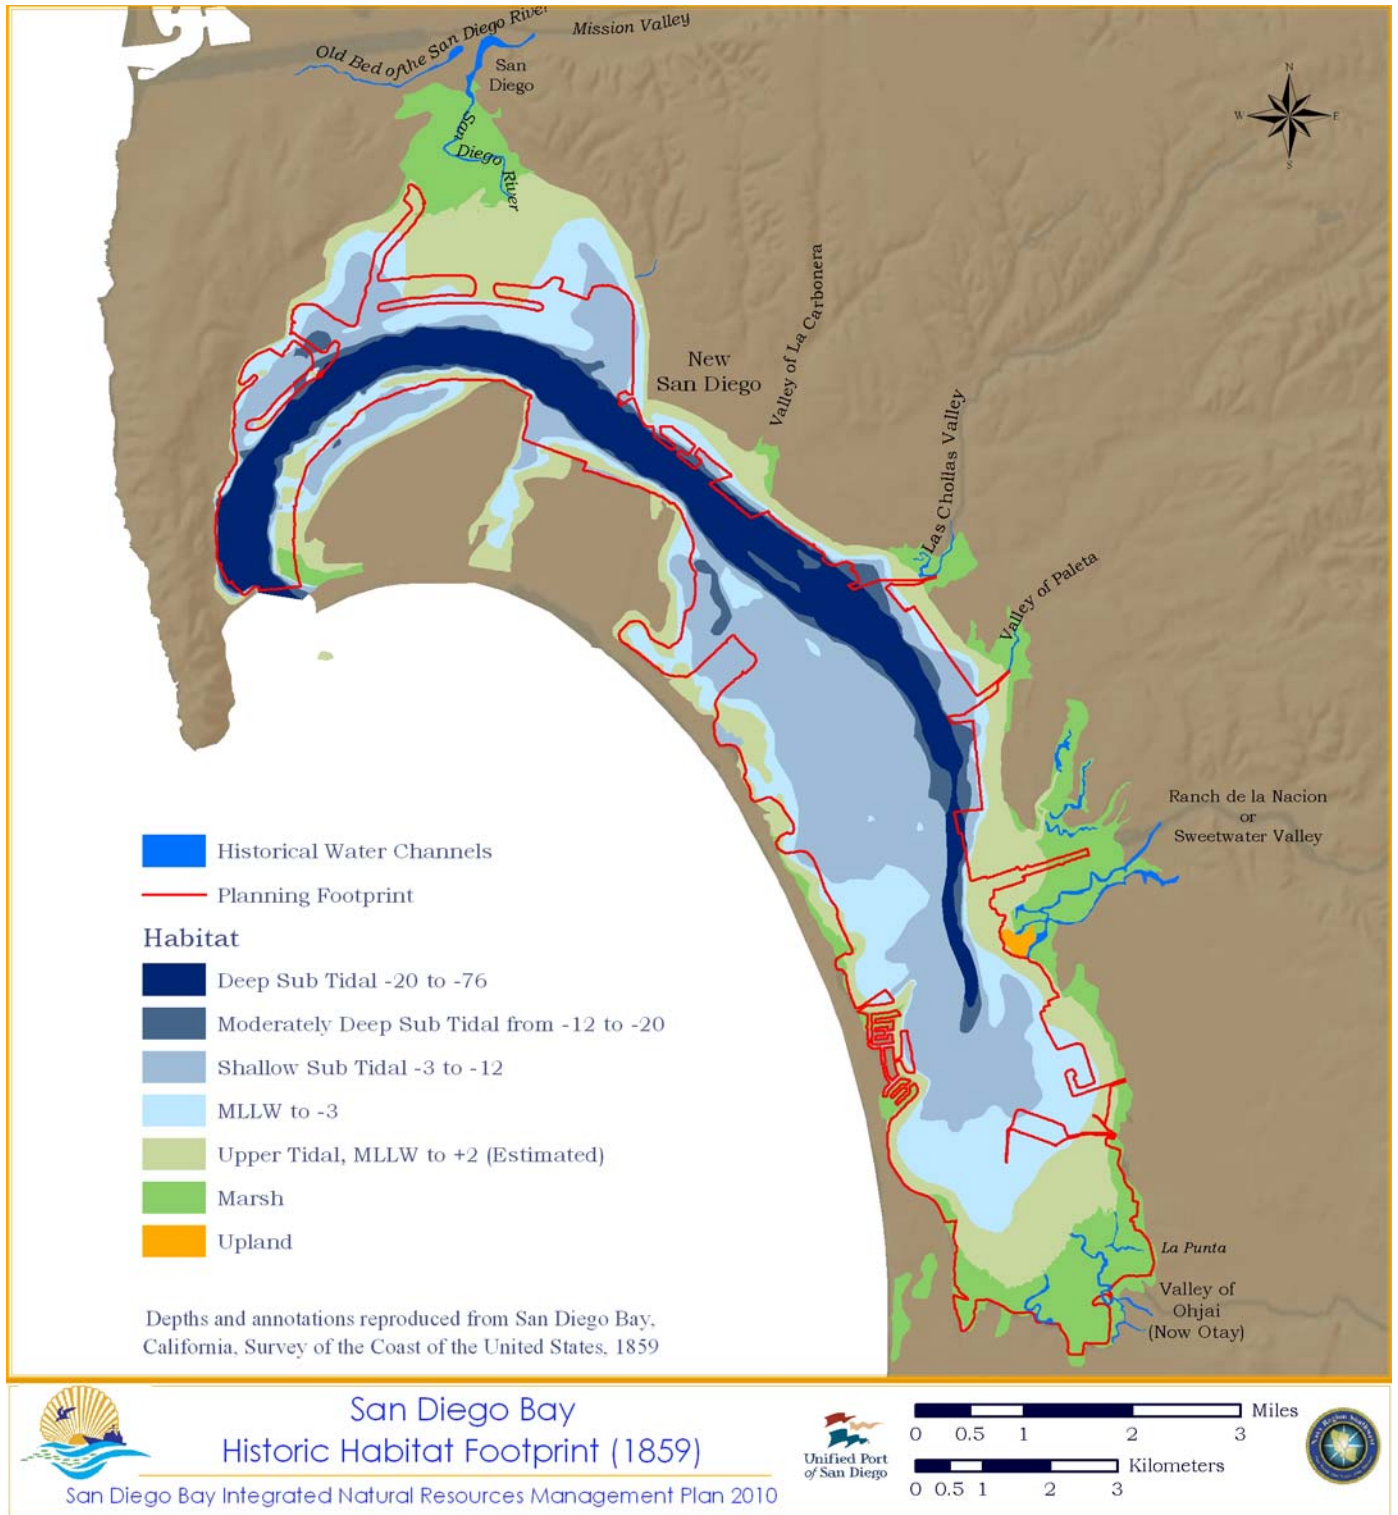 Old Bed of the San Diego River
Mission Valley
San
Diego
San
Diego
River
N
W
E
S
Valley of La Carbonera
New
San Diego
Las Chollas Valley
Valley of Paleta
Ranch de la Nacion
or
Sweetwater Valley
Historical Water Channels
Planning Footprint
Habitat
Deep Sub Tidal -20 to -76
Moderately Deep Sub Tidal from -12 to -20
Shallow Sub Tidal -3 to -12
MLLW to -3
Upper Tidal, MLLW to +2 (Estimated)
Marsh
Upland
La Punta
Valley of
Ohjai
(Now Otay)
Depths and annotations reproduced from San Diego Bay,
California, Survey of the Coast of the United States, 1859
San Diego Bay
Historic Habitat Footprint (1859)
San Diego Bay Integrated Natural Resources Management Plan 2010
Unified Port
of San Diego
Miles
0 0.5 1 2 3
Kilometers
0 0.5 1 2 3